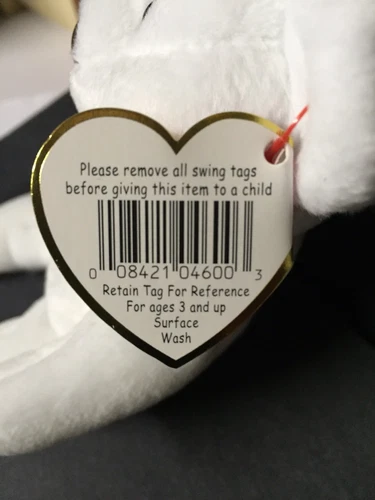 Please remove all swing tags
before giving this item to a child
0 08421 04600 3
Retain Tag For Reference
For ages 3 and up
Surface
Wash